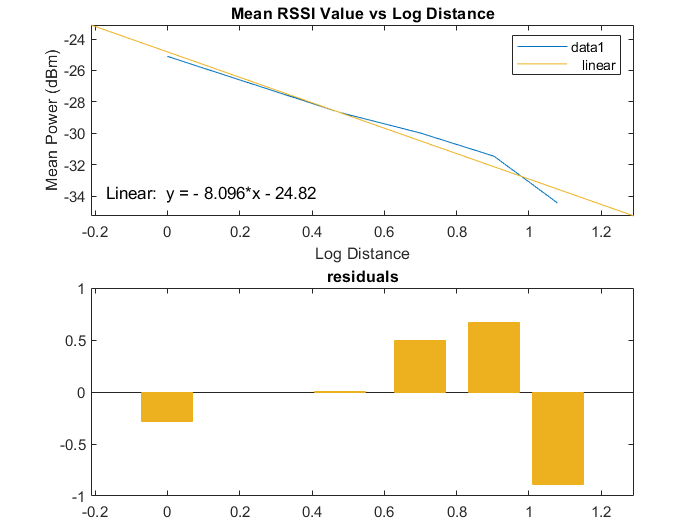 Mean RSSI Value vs Log Distance
-24
-26
-28
-30
-32
-34
Mean Power (dBm)
data1
linear
Linear:  y = - 8.096*x - 24.82
-0.2 0 0.2 0.4 0.6 0.8 1 1.2
Log Distance
residuals
1
0.5
0
-0.5
-1
-0.2 0 0.2 0.4 0.6 0.8 1 1.2